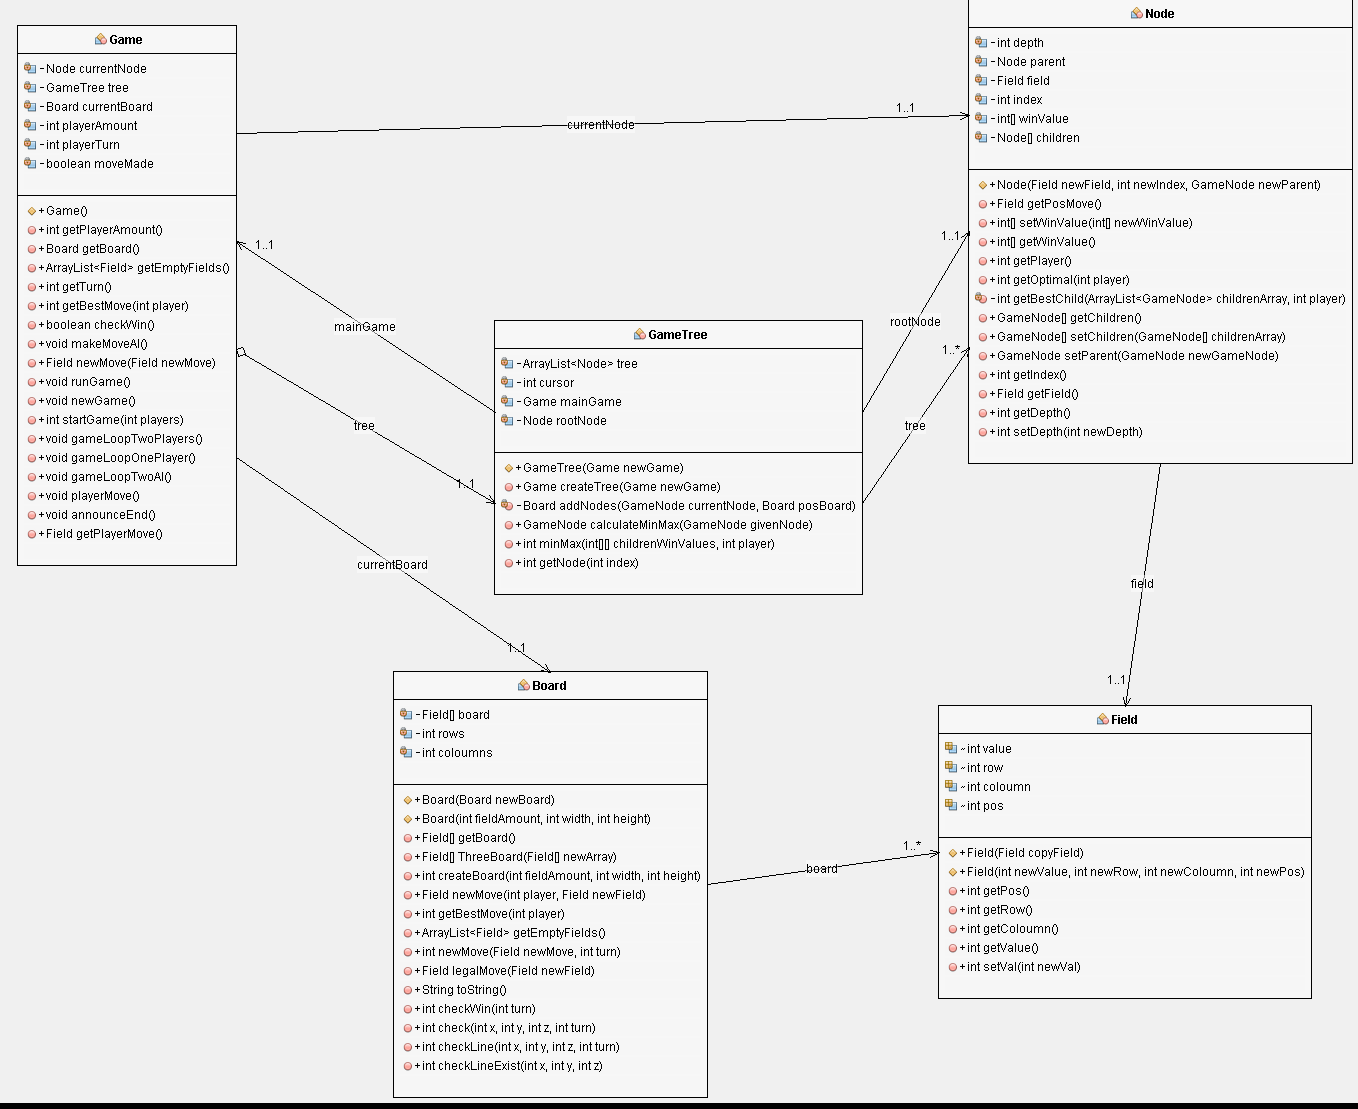 Game
- Node currentNode
- GameTree tree
- Board currentBoard
- int playerAmount
- int playerTurn
- boolean moveMade
+ Game()
+ int getPlayerAmount()
+ Board getBoard()
+ ArrayList<Field> getEmptyFields()
+ int getTurn()
+ int getBestMove(int player)
+ boolean checkWin()
+ void makeMoveAI()
+ Field newMove(Field newMove)
+ void runGame()
+ void newGame()
+ int startGame(int players)
+ void gameLoopTwoPlayers()
+ void gameLoopOnePlayer()
+ void gameLoopTwoAI()
+ void playerMove()
+ void announceEnd()
+ Field getPlayerMove()
currentNode
1..1
mainGame
1..1
tree
1..1
currentBoard
1..1
GameTree
- ArrayList<Node> tree
- int cursor
- Game mainGame
- Node rootNode
+ GameTree(Game newGame)
+ Game createTree(Game newGame)
- Board addNodes(GameNode currentNode, Board posBoard)
+ GameNode calculateMinMax(GameNode givenNode)
+ int minMax(int[][] childrenWinValues, int player)
+ int getNode(int index)
rootNode
1..1
tree
1..*
Node
- int depth
- Node parent
- Field field
- int index
- int[] winValue
- Node[] children
+ Node(Field newField, int newIndex, GameNode newParent)
+ Field getPosMove()
+ int[] setWinValue(int[] newWinValue)
+ int[] getWinValue()
+ int getPlayer()
+ int getOptimal(int player)
- int getBestChild(ArrayList<GameNode> childrenArray, int player)
+ GameNode[] getChildren()
+ GameNode[] setChildren(GameNode[] childrenArray)
+ GameNode setParent(GameNode newGameNode)
+ int getIndex()
+ Field getField()
+ int getDepth()
+ int setDepth(int newDepth)
field
1..1
Board
- Field[] board
- int rows
- int coloumns
+ Board(Board newBoard)
+ Board(int fieldAmount, int width, int height)
+ Field[] getBoard()
+ Field[] ThreeBoard(Field[] newArray)
+ int createBoard(int fieldAmount, int width, int height)
+ Field newMove(int player, Field newField)
+ int getBestMove(int player)
+ ArrayList<Field> getEmptyFields()
+ int newMove(Field newMove, int turn)
+ Field legalMove(Field newField)
+ String toString()
+ int checkWin(int turn)
+ int check(int x, int y, int z, int turn)
+ int checkLine(int x, int y, int z, int turn)
+ int checkLineExist(int x, int y, int z)
board
1..*
Field
~ int value
~ int row
~ int coloumn
~ int pos
+ Field(Field copyField)
+ Field(int newValue, int newRow, int newColoumn, int newPos)
+ int getPos()
+ int getRow()
+ int getColoumn()
+ int getValue()
+ int setVal(int newVal)